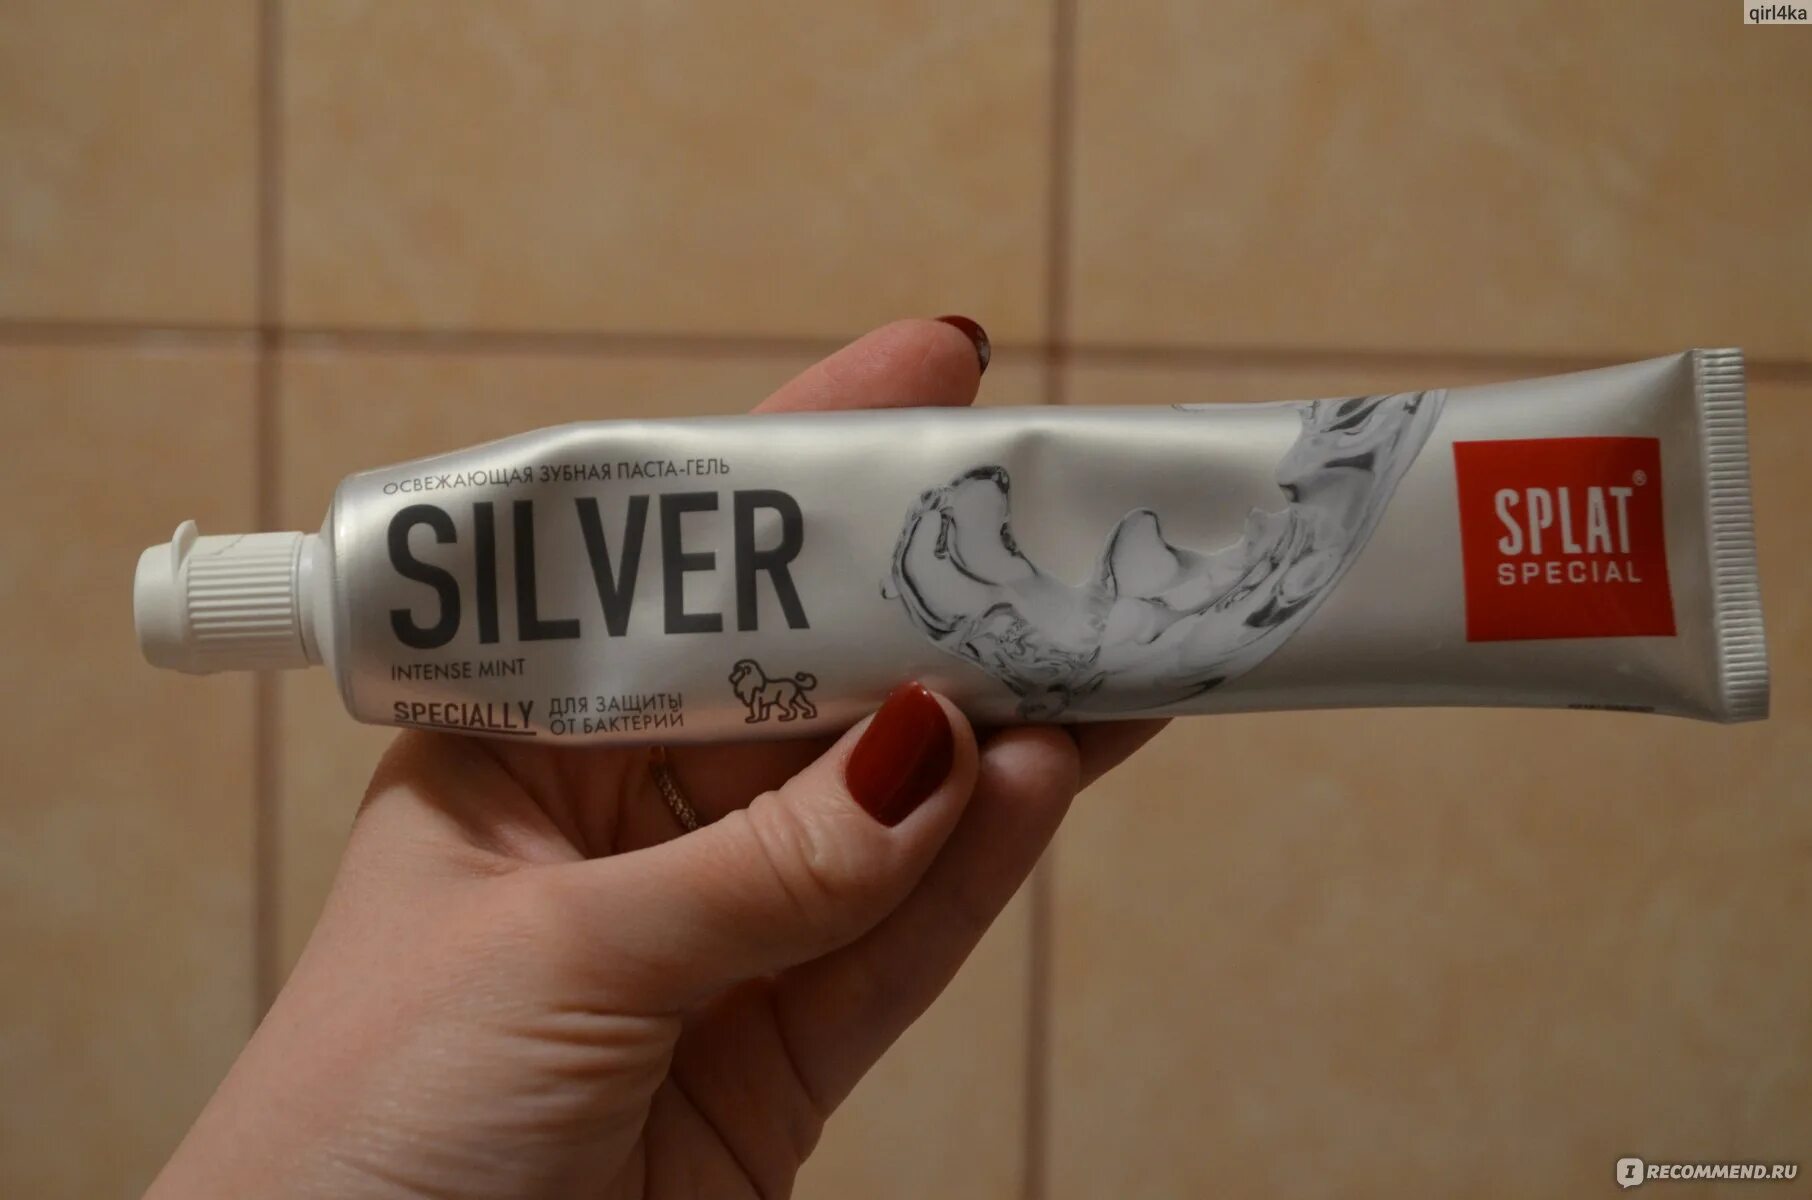 qirl4ka
ОСВЕЖАЮЩАЯ ЗУБНАЯ ПАСТА-ГЕЛЬ
SILVER
INTENSE MINT
SPECIALLY ДЛЯ ЗАЩИТЫ
ОТ БАКТЕРИЙ
SPLAT®
SPECIAL
I RECOMMEND.RU